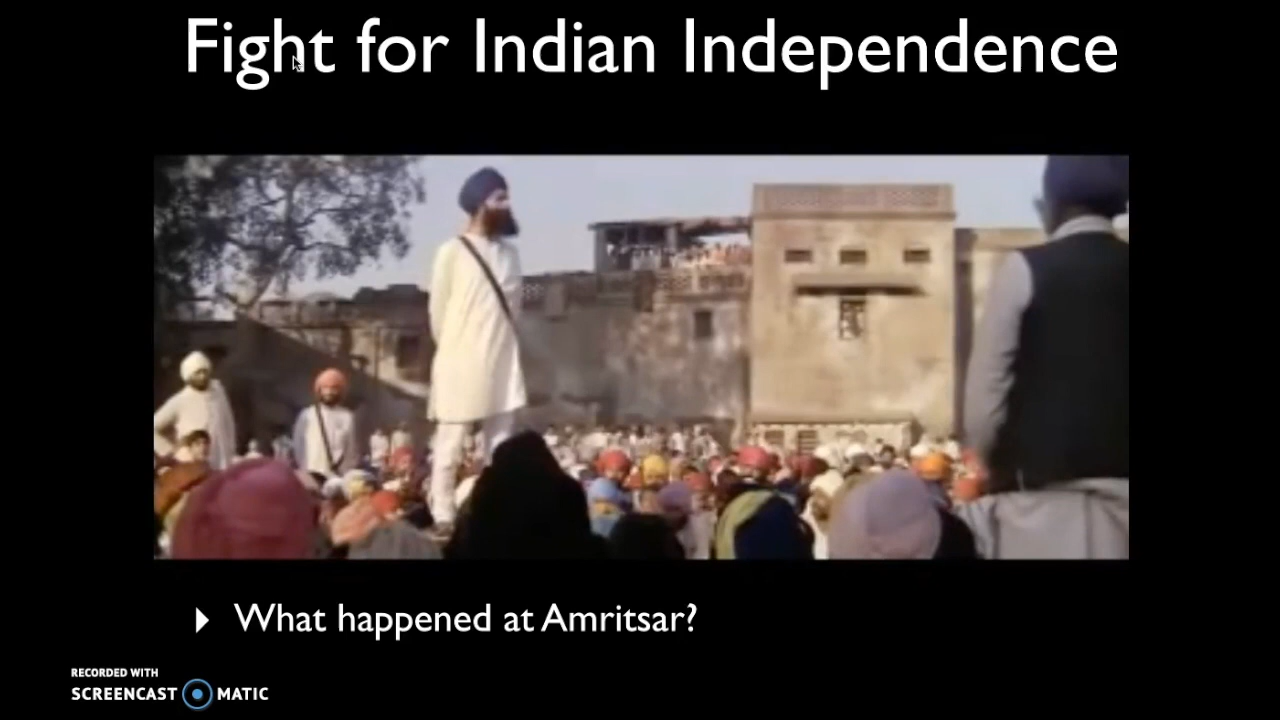 Fight for Indian Independence
What happened at Amritsar?
RECORDED WITH
SCREENCAST MATIC